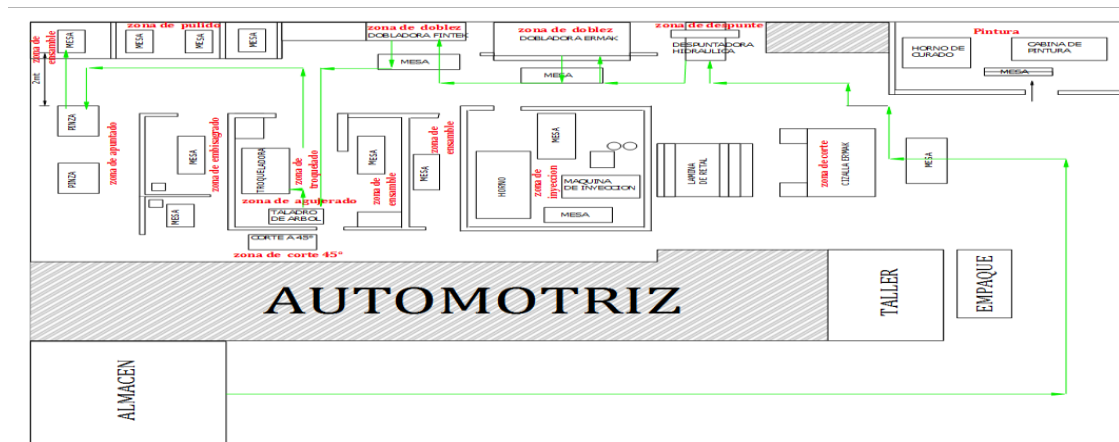 zona de pulido
zona de doblez
DOBLADORA FINTEK
MESA
zona de doblez
DOBLADORA ERMAK
MESA
zona de despunte
DESPUNTADORA
HIDRAULICA
Pintura
HORNO DE
CURADO
CABINA DE
PINTURA
MESA
zona de
ensamble
MESA
MESA
MESA
MESA
2mt
PINZA
PINZA
zona de apuntado
MESA
zona de embisagrado
MESA
TROQUELADORA
zona de
troquelado
zona de agujerado
TALADRO
DE ARBOL
CORTE A 45°
zona de corte 45°
MESA
zona de
ensamble
MESA
zona de
ensamble
MESA
HORNO
zona de
inyeccion
MAQUINA
DE INYECCION
MESA
LAMINA
DE RETAL
zona de corte
CIZALLA ERMAK
MESA
AUTOMOTRIZ
TALLER
EMPAQUE
ALMACEN